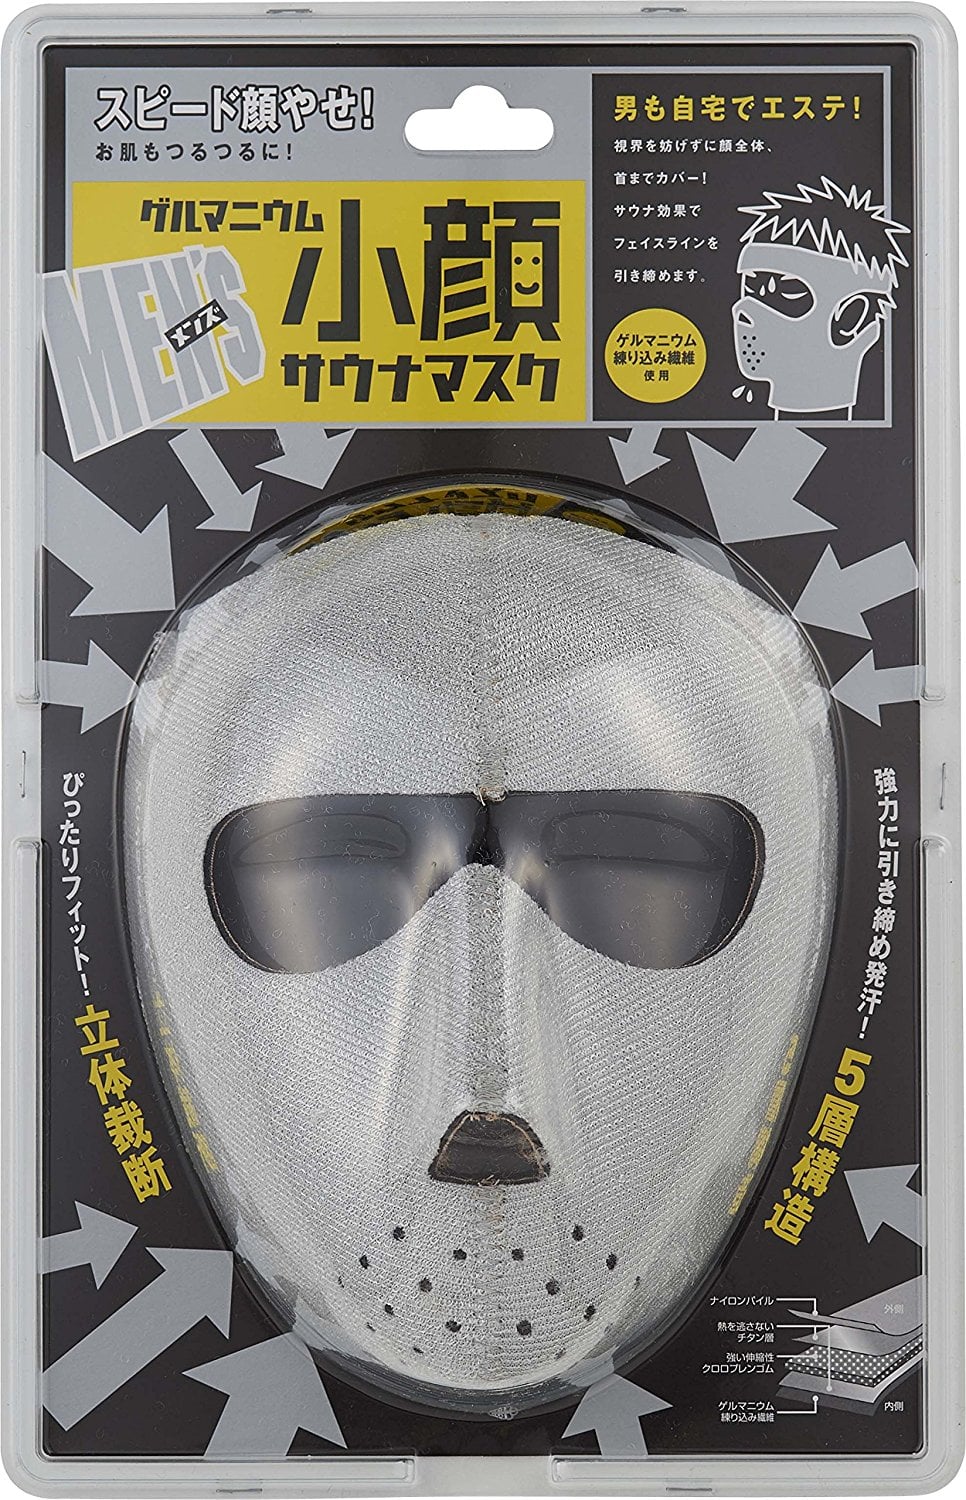 スピード顔やせ!
お肌もつるつるに!
ゲルマニウム
MEN'S
メンズ
小顔
サウナマスク
男も自宅でエステ!
視界を妨げずに顔全体、
首までカバー!
サウナ効果で
フェイスラインを
引き締めます。
ゲルマニウム
練り込み繊維
使用
ぴったりフィット!
立体裁断
強力に引き締め発汗!
5層構造
ナイロンパイル
熱を逃さない
チタン層
強い伸縮性
クロロプレンゴム
ゲルマニウム
練り込み繊維
外側
内側